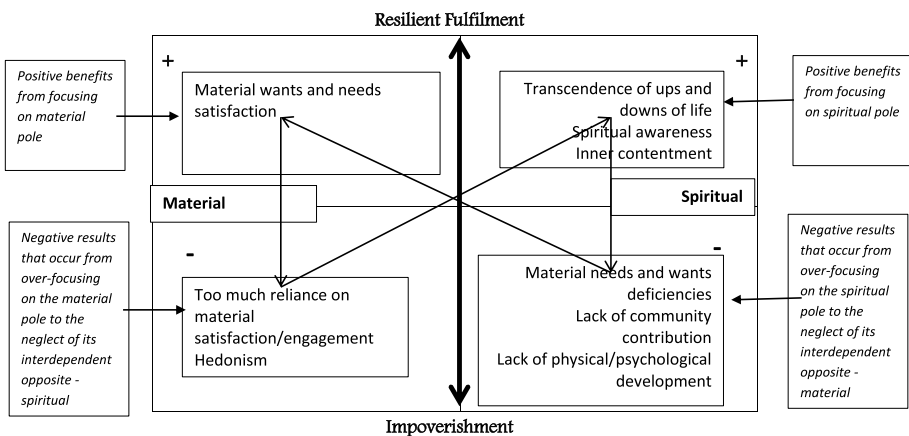 Resilient Fulfilment
Positive benefits
from focusing
on material
pole
+
Material wants and needs
satisfaction
+
Transcendence of ups and
downs of life
Spiritual awareness
Inner contentment
Positive benefits
from focusing
on spiritual pole
Material
Spiritual
Negative results
that occur from
over-focusing
on the material
pole to the
neglect of its
interdependent
opposite -
spiritual
-
Too much reliance on
material
satisfaction/engagement
Hedonism
-
Material needs and wants
deficiencies
Lack of community
contribution
Lack of physical/psychological
development
Negative results
that occur from
over-focusing
on the spiritual
pole to the
neglect of its
interdependent
opposite -
material
Impoverishment